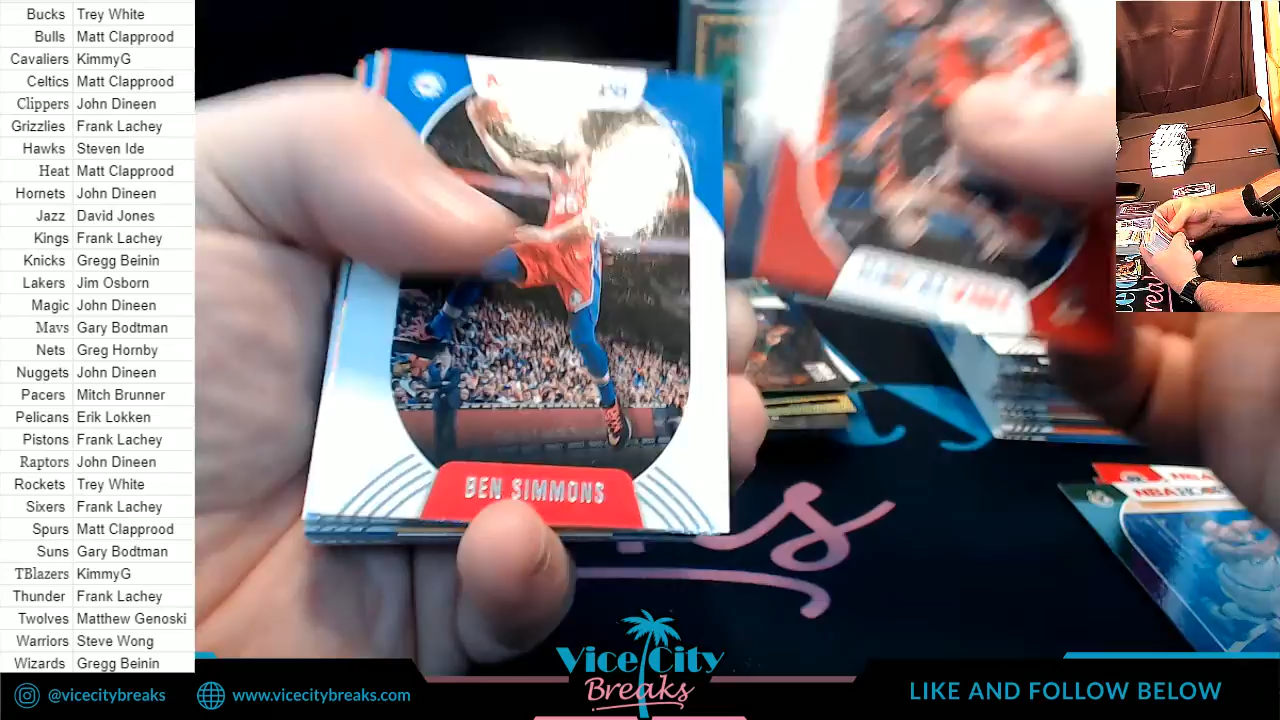 Bucks Trey White
Bulls Matt Clapprood
Cavaliers KimmyG
Celtics Matt Clapprood
Clippers John Dineen
Grizzlies Frank Lachey
Hawks Steven Ide
Heat Matt Clapprood
Hornets John Dineen
Jazz David Jones
Kings Frank Lachey
Knicks Gregg Beinin
Lakers Jim Osborn
Magic John Dineen
Mavs Gary Bodtman
Nets Greg Hornby
Nuggets John Dineen
Pacers Mitch Brunner
Pelicans Erik Lokken
Pistons Frank Lachey
Raptors John Dineen
Rockets Trey White
Sixers Frank Lachey
Spurs Matt Clapprood
Suns Gary Bodtman
TBlazers KimmyG
Thunder Frank Lachey
Twolves Matthew Genoski
Warriors Steve Wong
Wizards Gregg Beinin
BEN SIMMONS
Vice City
Breaks
@vicecitybreaks
www.vicecitybreaks.com
LIKE AND FOLLOW BELOW